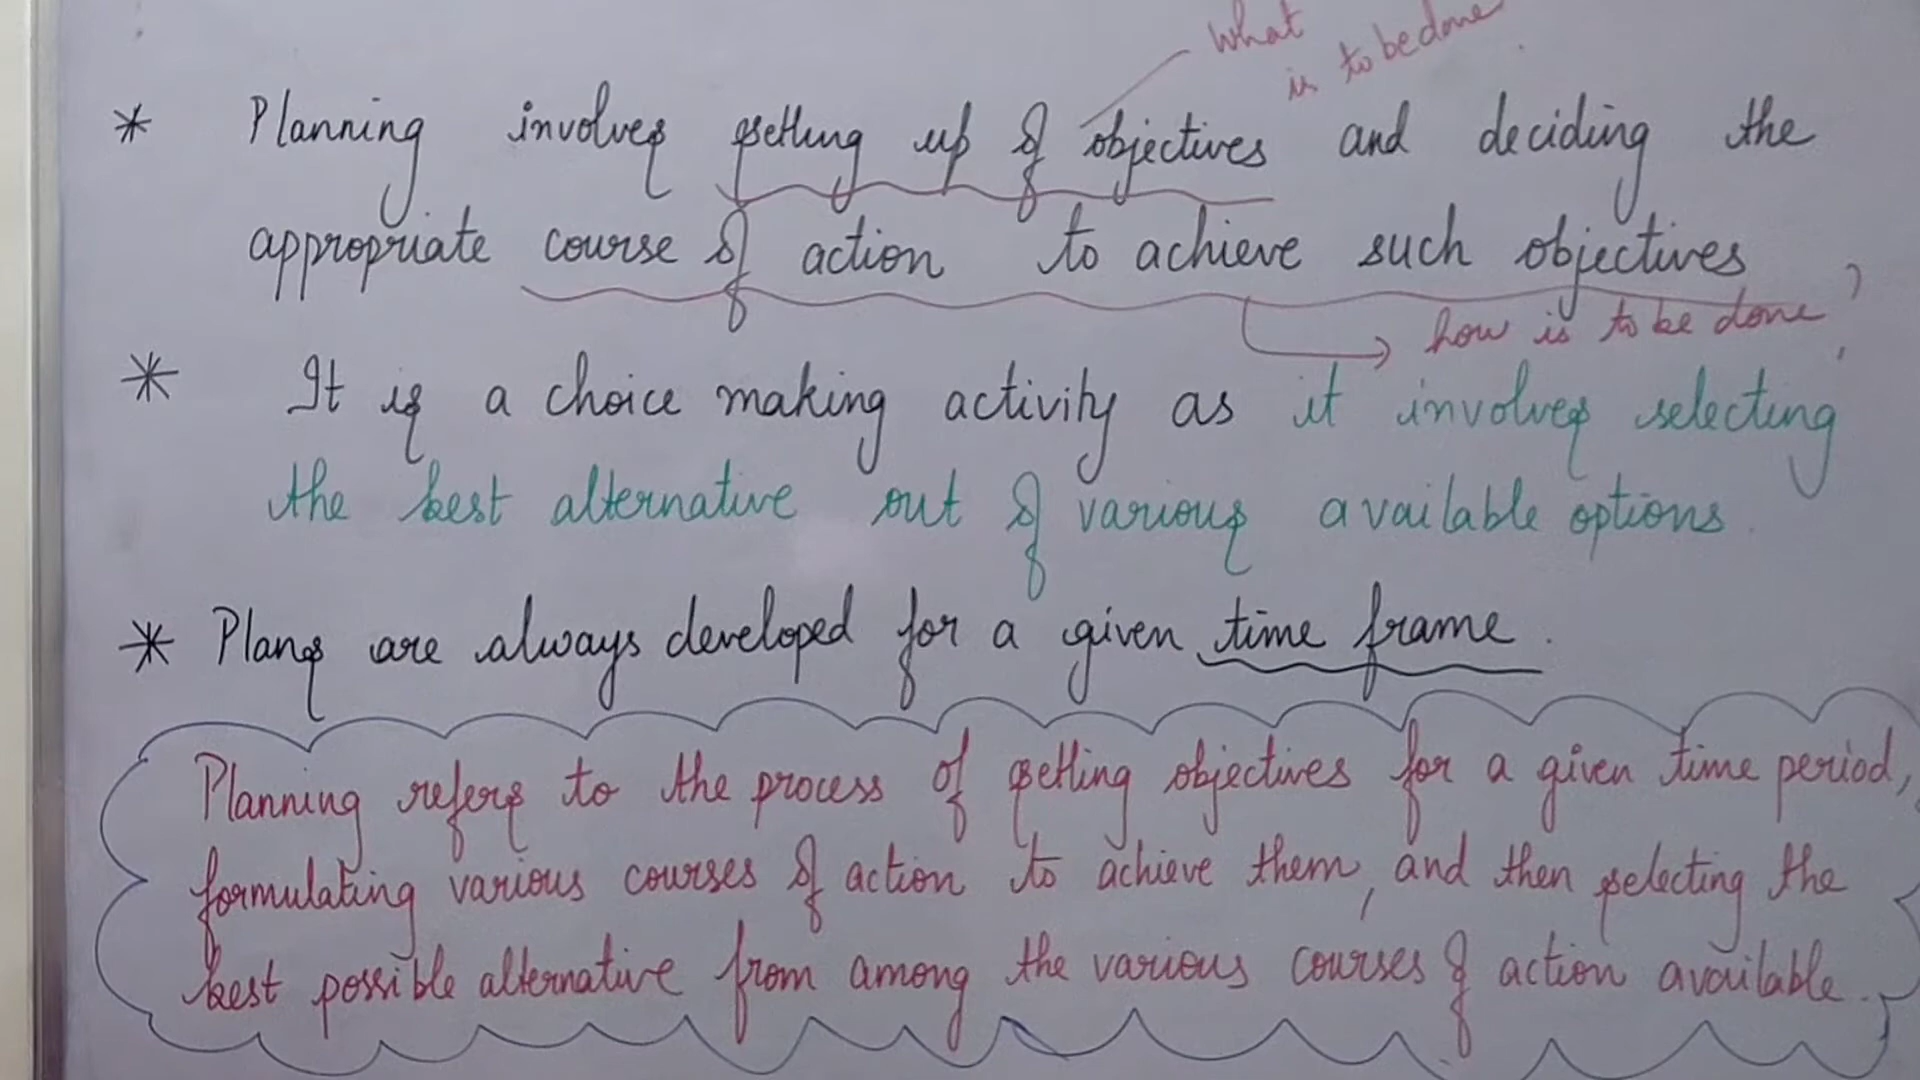 What
is to be done
* Planning involves setting up of objectives and deciding the
appropriate course of action to achieve such objectives
how is to be done?
* It is a choice making activity as it involves selecting
the best alternative out of various available options.
* Plans are always developed for a given time frame.
Planning refers to the process of setting objectives for a given time period,
formulating various courses of action to achieve them, and then selecting the
best possible alternative from among the various courses of action available.